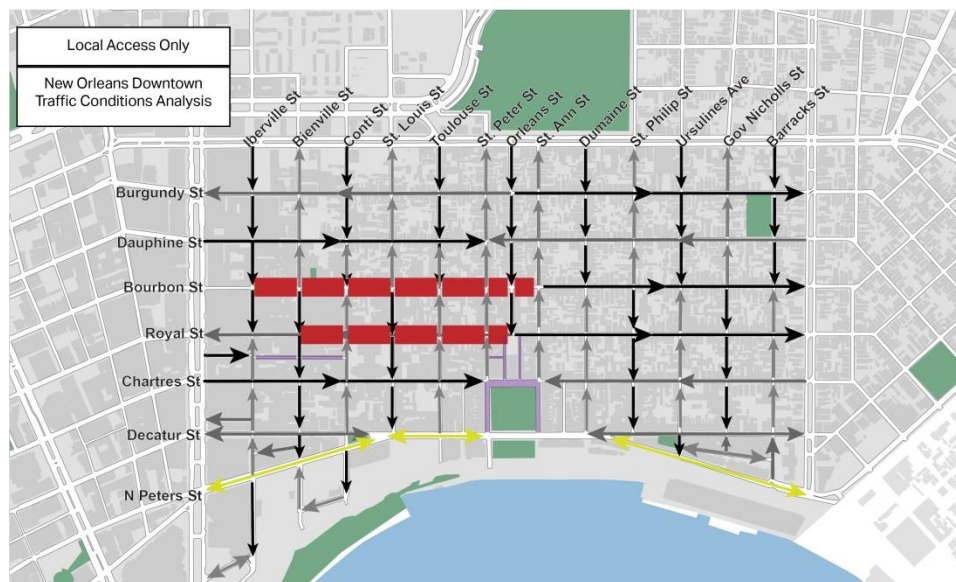 Local Access Only
New Orleans Downtown
Traffic Conditions Analysis
Iberville St
Bienville St
Conti St
St. Louis St
Toulouse St
St. Peter St
Orleans St
St. Ann St
Dumaine St
St. Philip St
Ursulines Ave
Gov Nicholls St
Barracks St
Burgundy St
Dauphine St
Bourbon St
Royal St
Chartres St
Decatur St
N Peters St